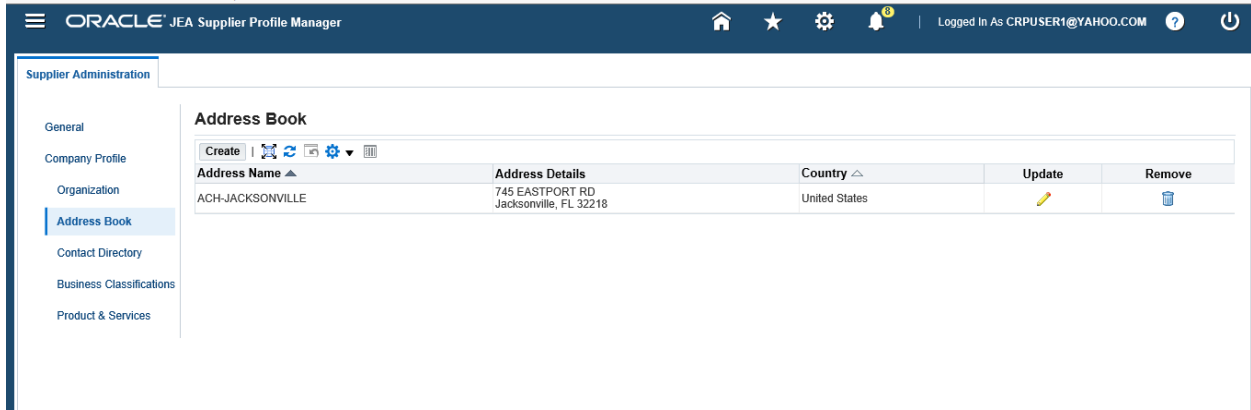 ORACLE JEA Supplier Profile Manager
8
Logged In As CRPUSER1@YAHOO.COM ?
Supplier Administration
General
Company Profile
Organization
Address Book
Contact Directory
Business Classifications
Product & Services
Address Book
Create
Address Name Address Details Country Update Remove
ACH-JACKSONVILLE 745 EASTPORT RD United States
Jacksonville, FL 32218